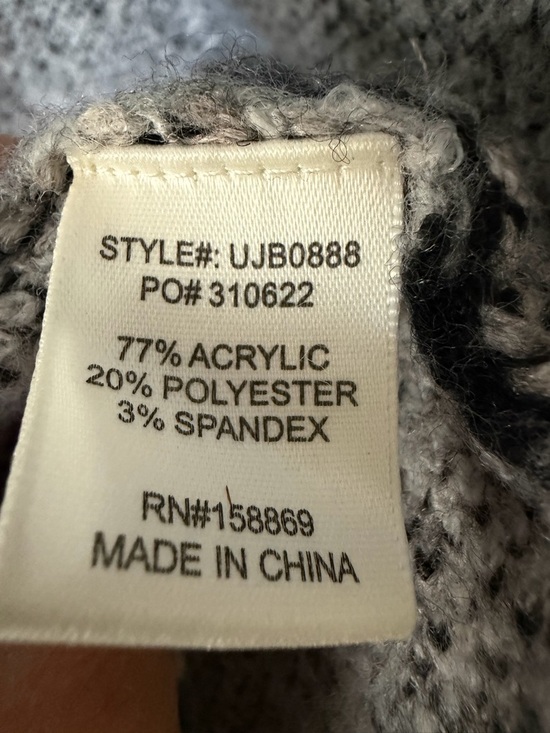 STYLE#: UJB0888
PO# 310622
77% ACRYLIC
20% POLYESTER
3% SPANDEX
RN#158869
MADE IN CHINA